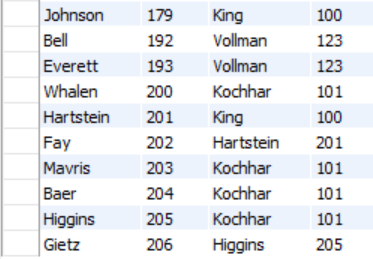 Johnson 179 King 100
Bell 192 Vollman 123
Everett 193 Vollman 123
Whalen 200 Kochhar 101
Hartstein 201 King 100
Fay 202 Hartstein 201
Mavris 203 Kochhar 101
Baer 204 Kochhar 101
Higgins 205 Kochhar 101
Gietz 206 Higgins 205